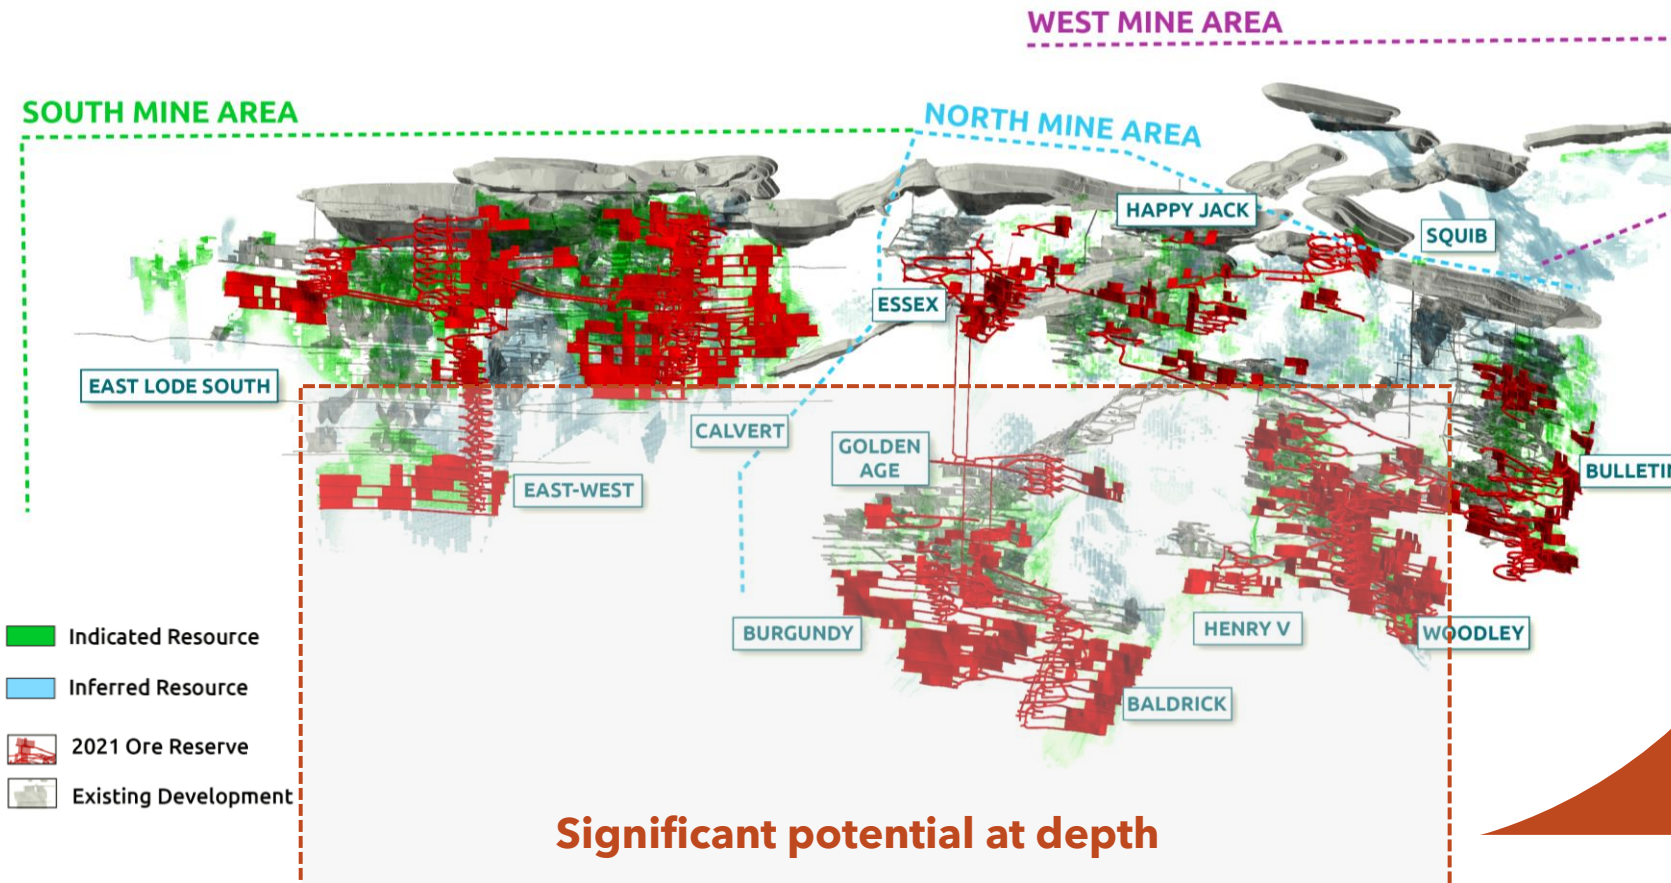 WEST MINE AREA
SOUTH MINE AREA
NORTH MINE AREA
HAPPY JACK
SQUIB
ESSEX
EAST LODE SOUTH
CALVERT
GOLDEN
AGE
BULLETIN
EAST-WEST
BURGUNDY
HENRY V
WOODLEY
BALDRICK
Indicated Resource
Inferred Resource
2021 Ore Reserve
Existing Development
Significant potential at depth